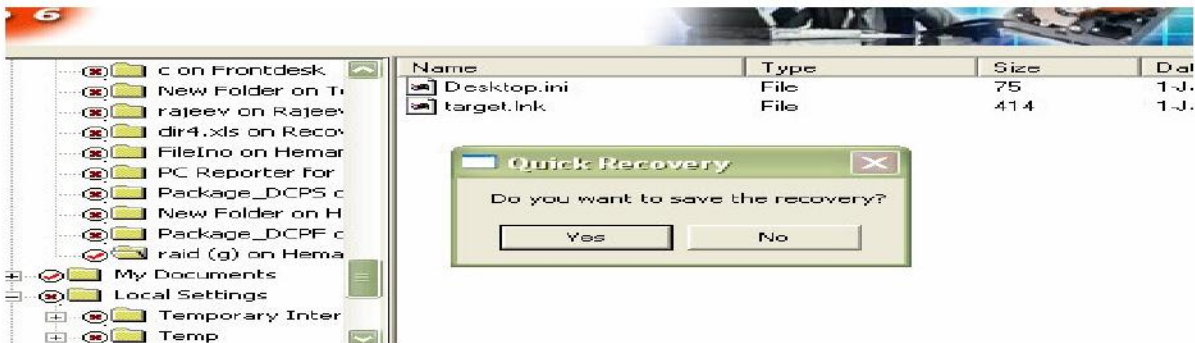 6
c on Frontdesk
New Folder on T
rajeev on Rajeev
dir4.xls on Recov
FileIno on Hemar
PC Reporter for
Package_DCPS c
New Folder on H
Package_DCPF c
raid (g) on Hema
My Documents
Local Settings
Temporary Inter
Temp
Name Type Size Dat
Desktop.ini File 75 1-J
target.lnk File 414 1-J
Quick Recovery
Do you want to save the recovery?
Yes No